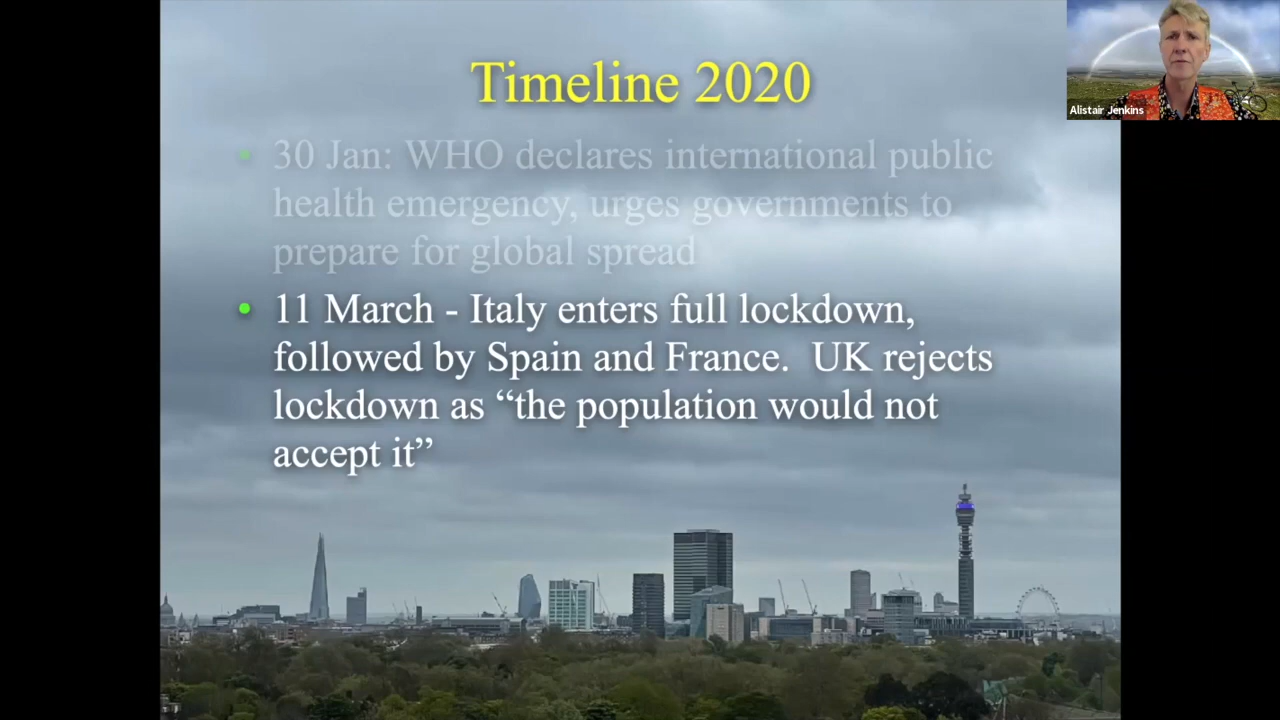 Timeline 2020
• 30 Jan: WHO declares international public
health emergency, urges governments to
prepare for global spread
• 11 March - Italy enters full lockdown,
followed by Spain and France.  UK rejects
lockdown as “the population would not
accept it”
Alistair Jenkins